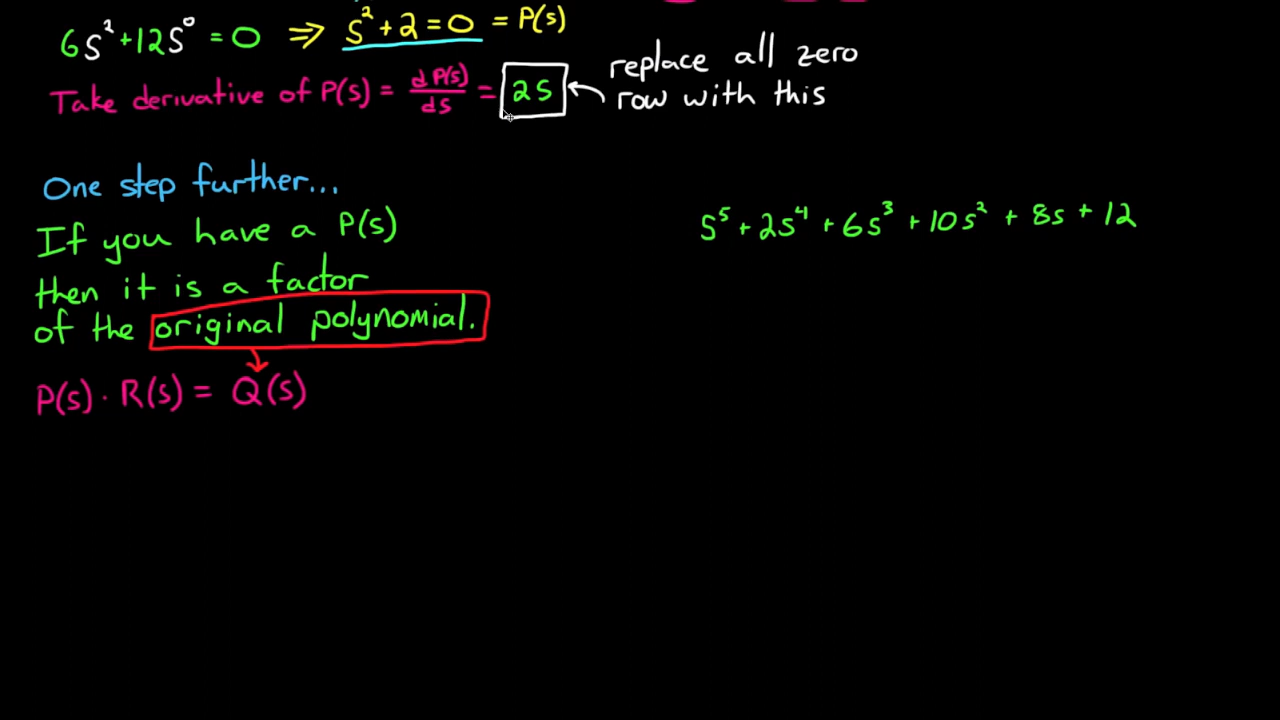 6s²+12s⁰ = 0 ⇒ s²+2=0 = P(s)
Take derivative of P(s) = dP(s)/ds = 2s
replace all zero
row with this
One step further...
If you have a P(s)
then it is a factor
of the original polynomial.
P(s) · R(s) = Q(s)
s⁵ + 2s⁴ + 6s³ + 10s² + 8s + 12